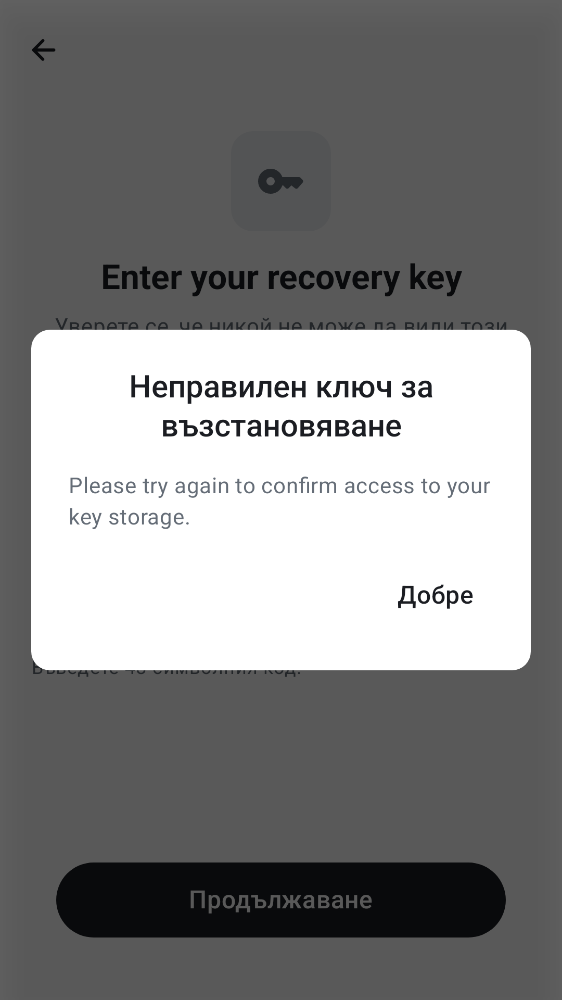 Enter your recovery key
Уверете се, че никой не може да види този
Неправилен ключ за
възстановяване
Please try again to confirm access to your
key storage.
Добре
Въведете 48 символния код.
Продължаване